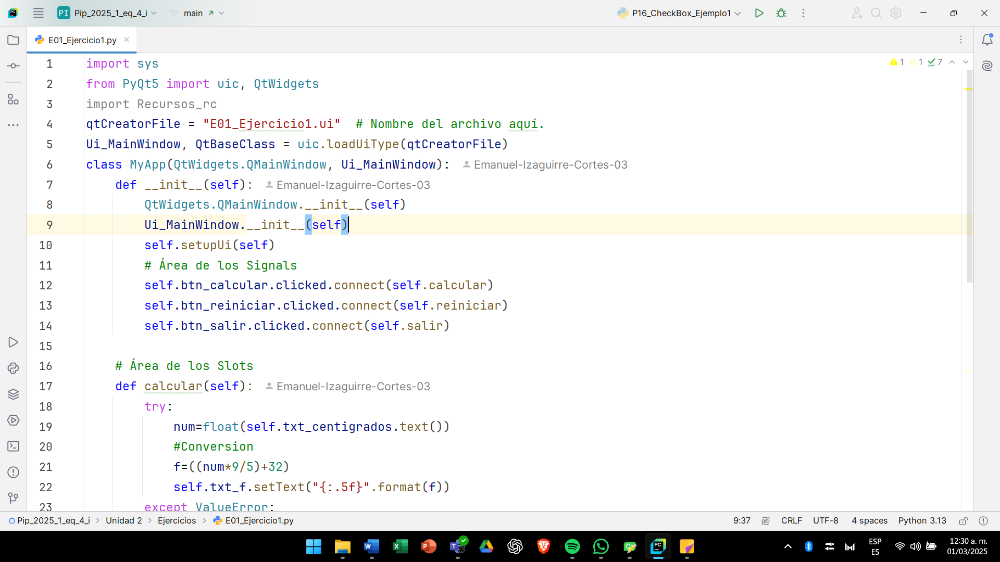 PI Pip_2025_1_eq_4_i main P16_CheckBox_Ejemplo1
E01_Ejercicio1.py
1 import sys 1 1 7
2 from PyQt5 import uic, QtWidgets
3 import Recursos_rc
4 qtCreatorFile = "E01_Ejercicio1.ui"  # Nombre del archivo aquí.
5 Ui_MainWindow, QtBaseClass = uic.loadUiType(qtCreatorFile)
6 class MyApp(QtWidgets.QMainWindow, Ui_MainWindow): Emanuel-Izaguirre-Cortes-03
7     def __init__(self): Emanuel-Izaguirre-Cortes-03
8         QtWidgets.QMainWindow.__init__(self)
9         Ui_MainWindow.__init__(self)
10         self.setupUi(self)
11         # Área de los Signals
12         self.btn_calcular.clicked.connect(self.calcular)
13         self.btn_reiniciar.clicked.connect(self.reiniciar)
14         self.btn_salir.clicked.connect(self.salir)
15
16     # Área de los Slots
17     def calcular(self): Emanuel-Izaguirre-Cortes-03
18         try:
19             num=float(self.txt_centigrados.text())
20             #Conversion
21             f=((num*9/5)+32)
22             self.txt_f.setText("{:.5f}".format(f))
23         except ValueError:
Pip_2025_1_eq_4_i > Unidad 2 > Ejercicios > E01_Ejercicio1.py 9:37 CRLF UTF-8 4 spaces Python 3.13
ESP
ES
12:30 a. m.
01/03/2025